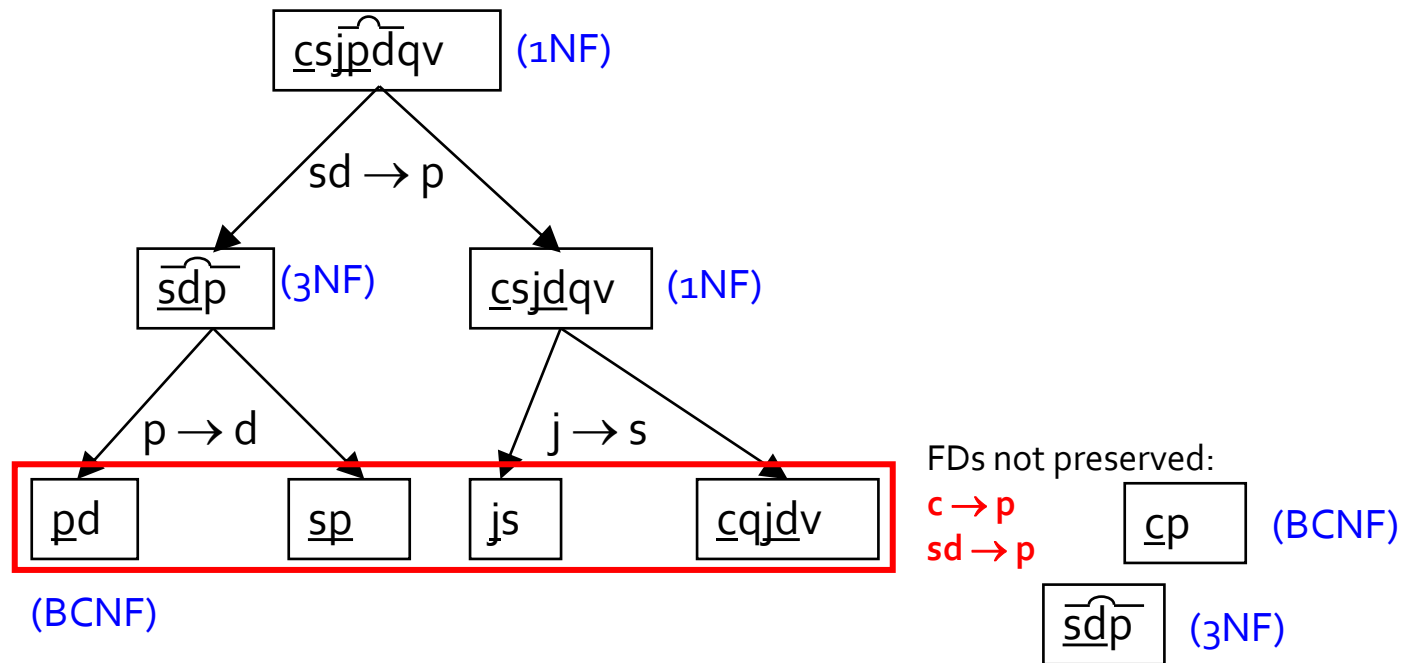 csjpdqv (1NF)
sd → p
sdp (3NF) csjdqv (1NF)
p → d j → s
FDs not preserved:
pd sp js cqjdv c → p cp (BCNF)
sd → p
(BCNF) sdp (3NF)